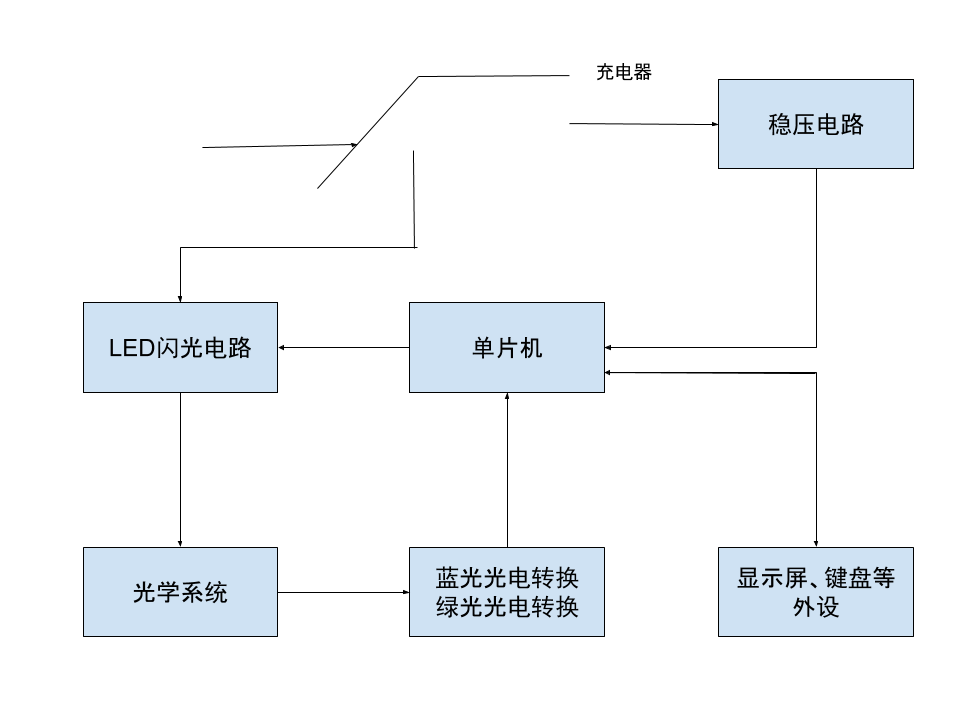 充电器
稳压电路
LED闪光电路
单片机
光学系统
蓝光光电转换
绿光光电转换
显示屏、键盘等
外设